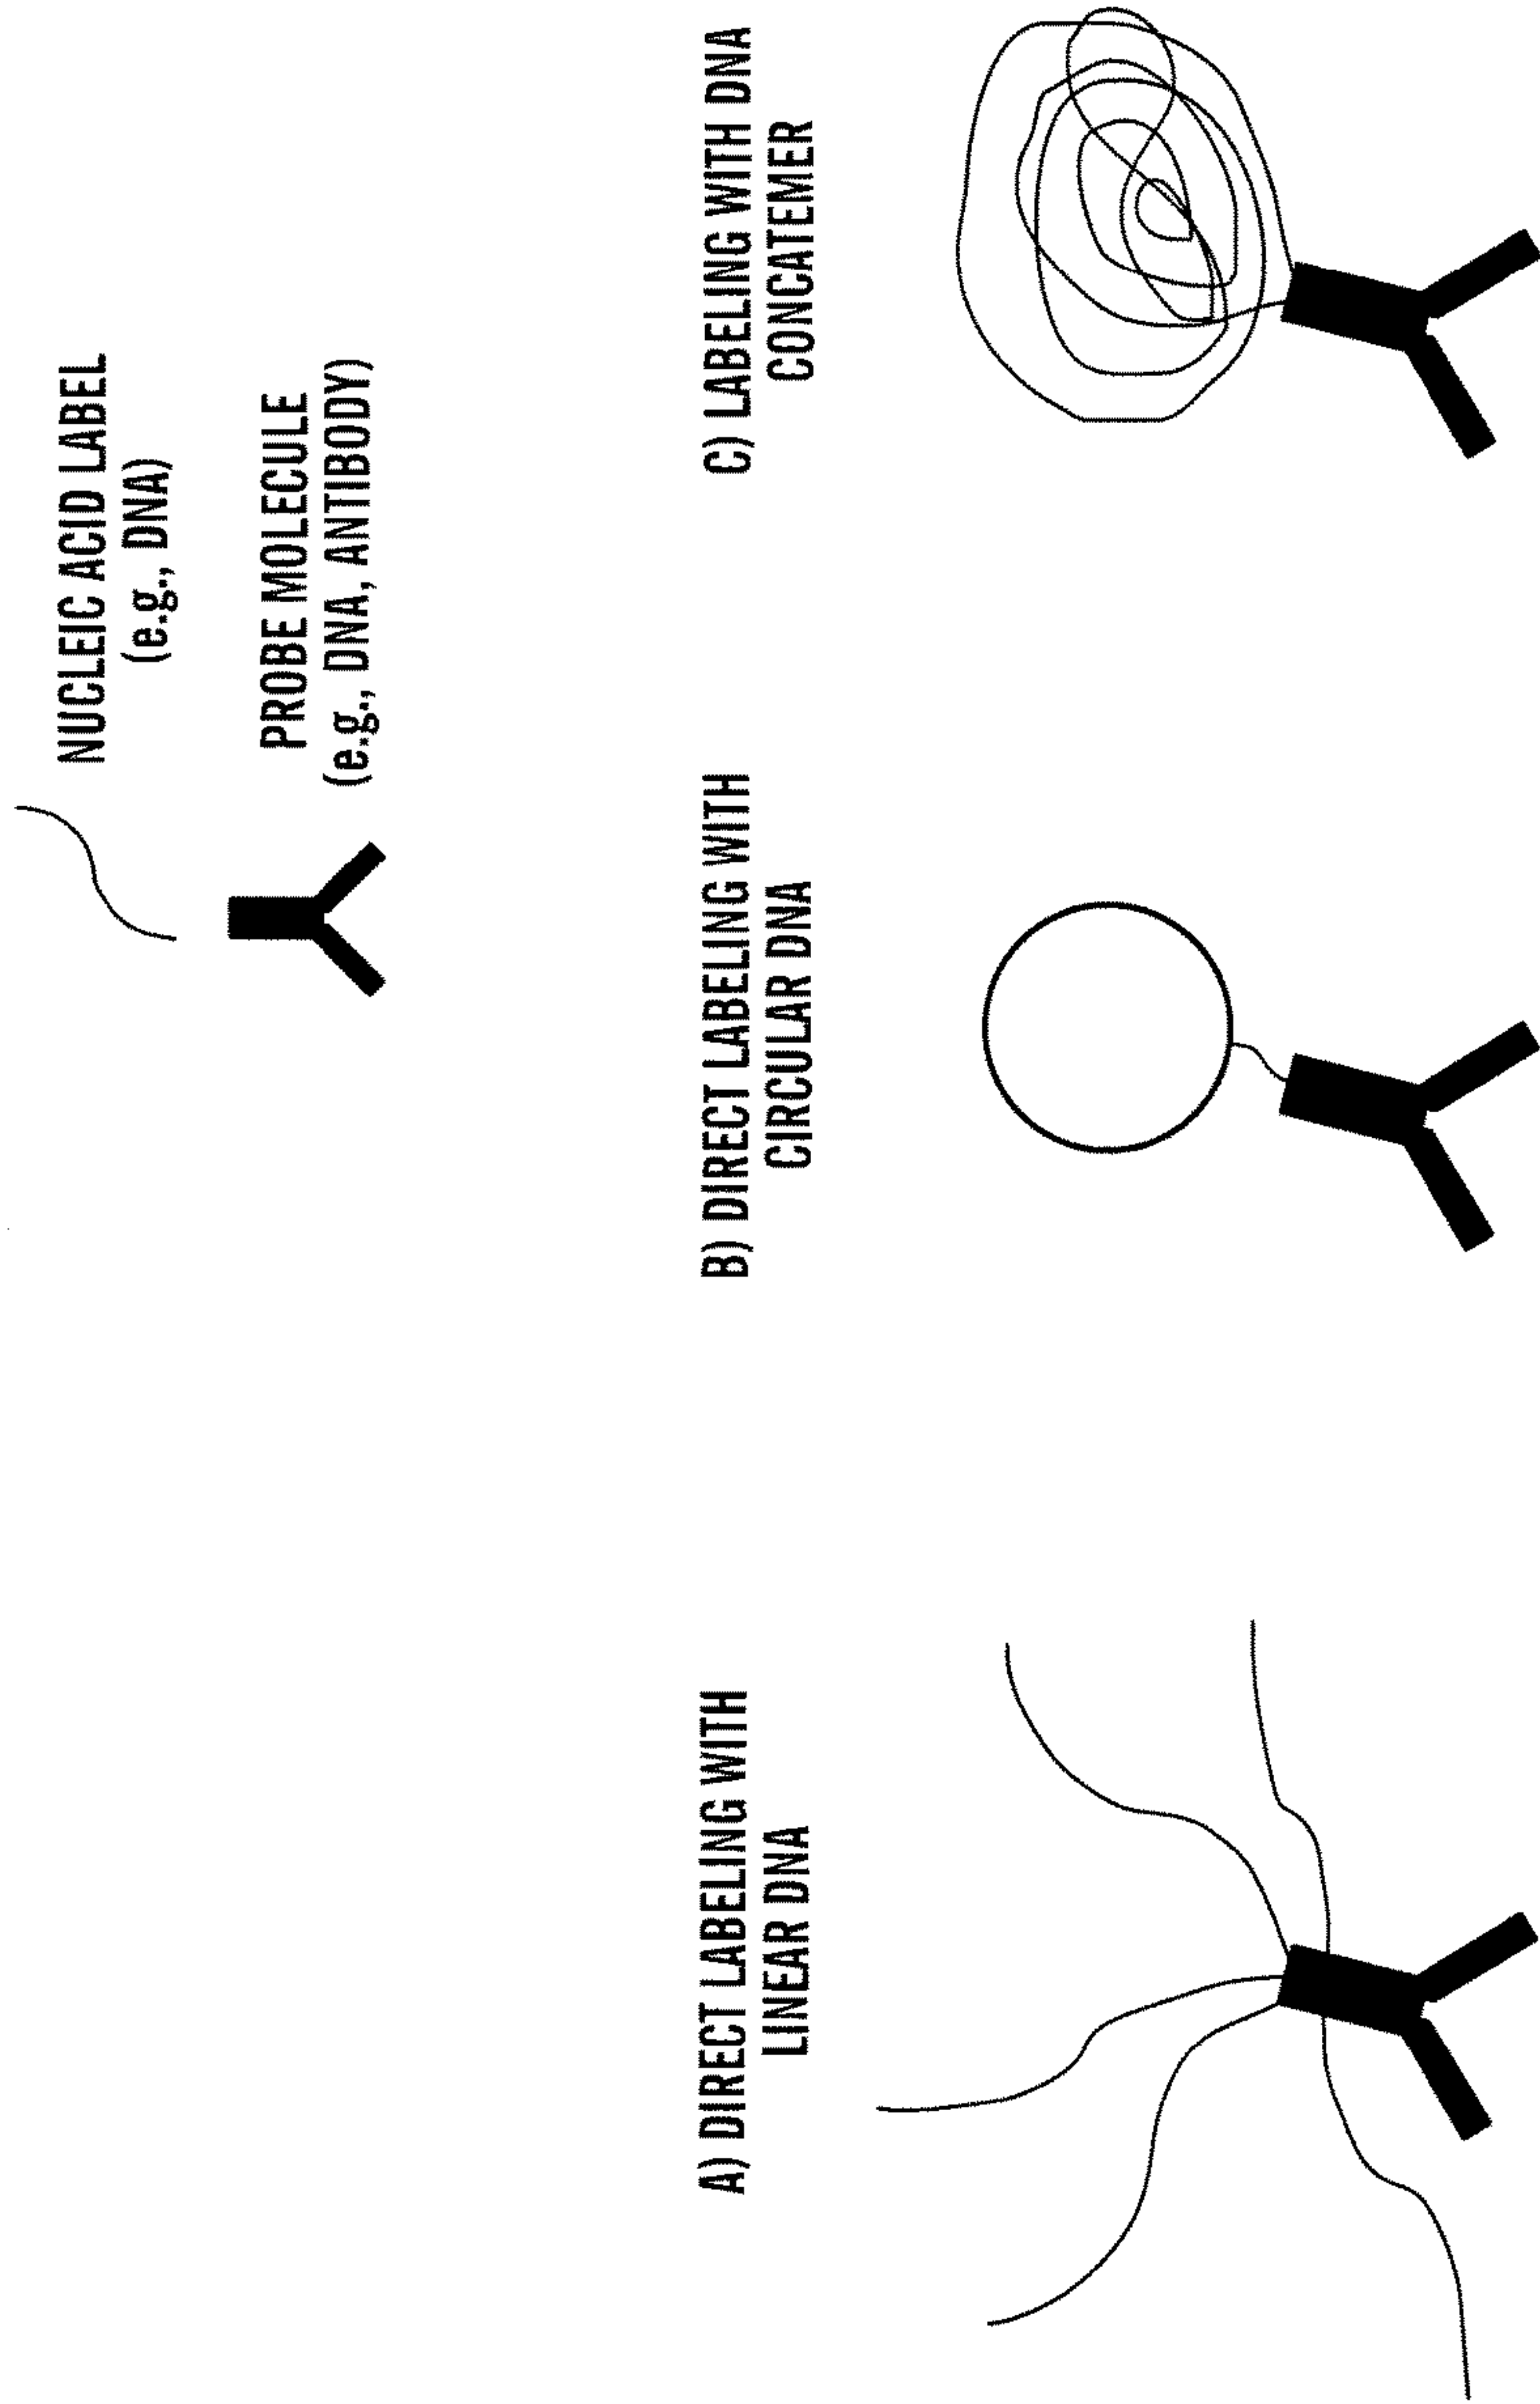 NUCLEIC ACID LABEL
(e.g., DNA)
PROBE MOLECULE
(e.g., DNA, ANTIBODY)
A) DIRECT LABELING WITH
LINEAR DNA
B) DIRECT LABELING WITH
CIRCULAR DNA
C) LABELING WITH DNA
CONCATEMER